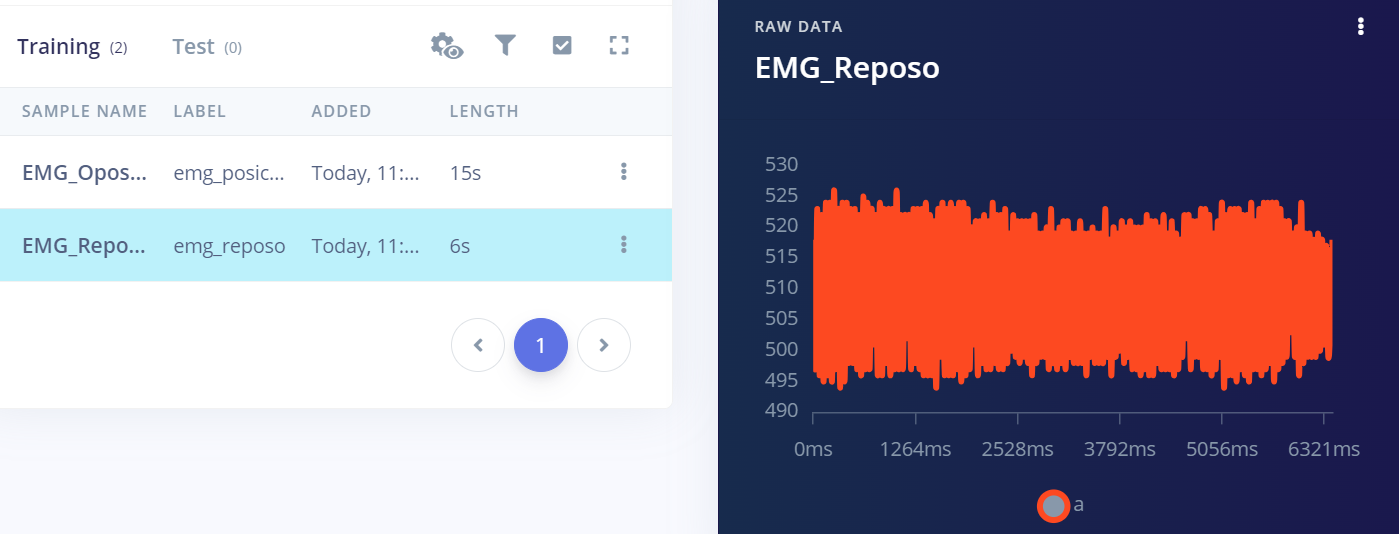 Training (2) Test (0)
SAMPLE NAME LABEL ADDED LENGTH
EMG_Opos... emg_posic... Today, 11:... 15s
EMG_Repo... emg_reposo Today, 11:... 6s
1
RAW DATA
EMG_Reposo
530
525
520
515
510
505
500
495
490
0ms 1264ms 2528ms 3792ms 5056ms 6321ms
a